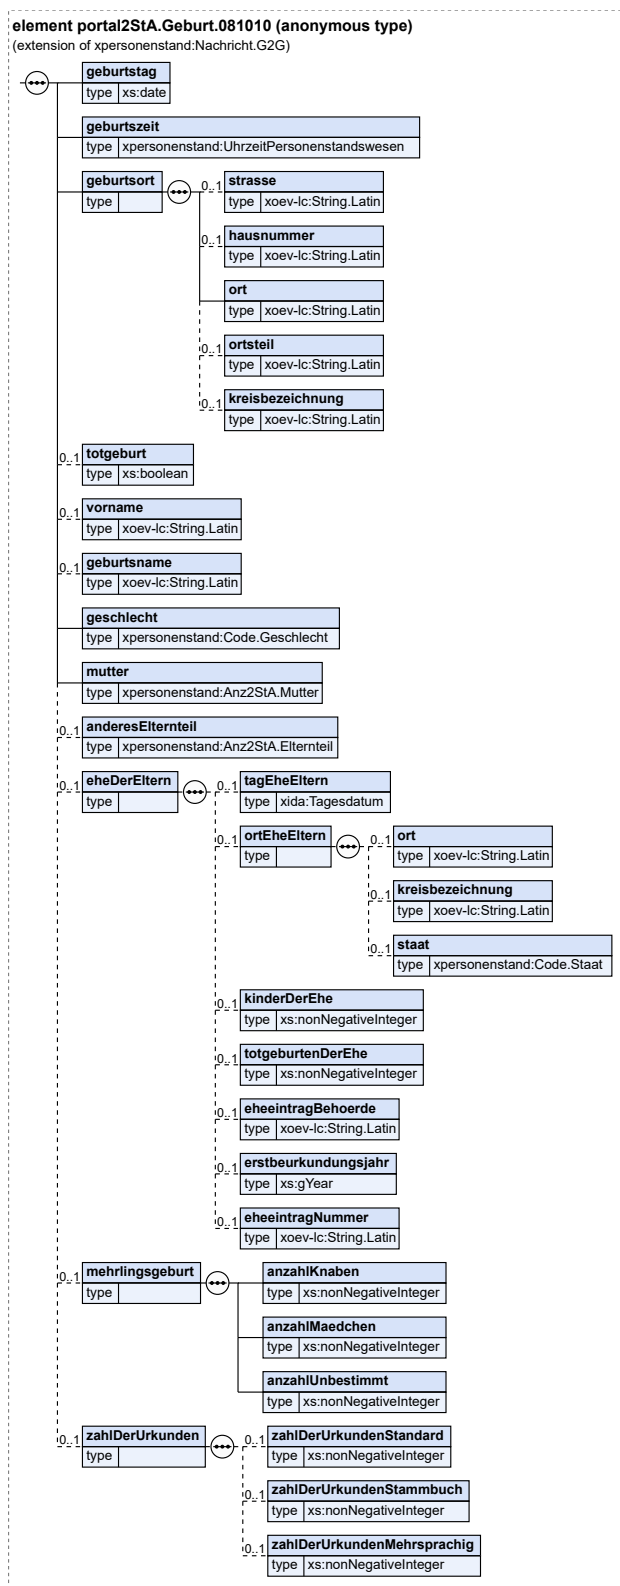 element portal2StA.Geburt.081010 (anonymous type)
(extension of xpersonenstand:Nachricht.G2G)
geburtstag
type xs:date
geburtszeit
type xpersonenstand:UhrzeitPersonenstandswesen
geburtsort
type
0..1 strasse
type xoev-lc:String.Latin
0..1 hausnummer
type xoev-lc:String.Latin
ort
type xoev-lc:String.Latin
0..1 ortsteil
type xoev-lc:String.Latin
0..1 kreisbezeichnung
type xoev-lc:String.Latin
0..1 totgeburt
type xs:boolean
0..1 vorname
type xoev-lc:String.Latin
0..1 geburtsname
type xoev-lc:String.Latin
geschlecht
type xpersonenstand:Code.Geschlecht
mutter
type xpersonenstand:Anz2StA.Mutter
0..1 anderesElternteil
type xpersonenstand:Anz2StA.Elternteil
0..1 eheDerEltern
type
0..1 tagEheEltern
type xida:Tagesdatum
0..1 ortEheEltern
type
0..1 ort
type xoev-lc:String.Latin
0..1 kreisbezeichnung
type xoev-lc:String.Latin
0..1 staat
type xpersonenstand:Code.Staat
0..1 kinderDerEhe
type xs:nonNegativeInteger
0..1 totgeburtenDerEhe
type xs:nonNegativeInteger
0..1 eheeintragBehoerde
type xoev-lc:String.Latin
0..1 erstbeurkundungsjahr
type xs:gYear
0..1 eheeintragNummer
type xoev-lc:String.Latin
0..1 mehrlingsgeburt
type
anzahlKnaben
type xs:nonNegativeInteger
anzahlMaedchen
type xs:nonNegativeInteger
anzahlUnbestimmt
type xs:nonNegativeInteger
0..1 zahlDerUrkunden
type
0..1 zahlDerUrkundenStandard
type xs:nonNegativeInteger
0..1 zahlDerUrkundenStammbuch
type xs:nonNegativeInteger
0..1 zahlDerUrkundenMehrsprachig
type xs:nonNegativeInteger